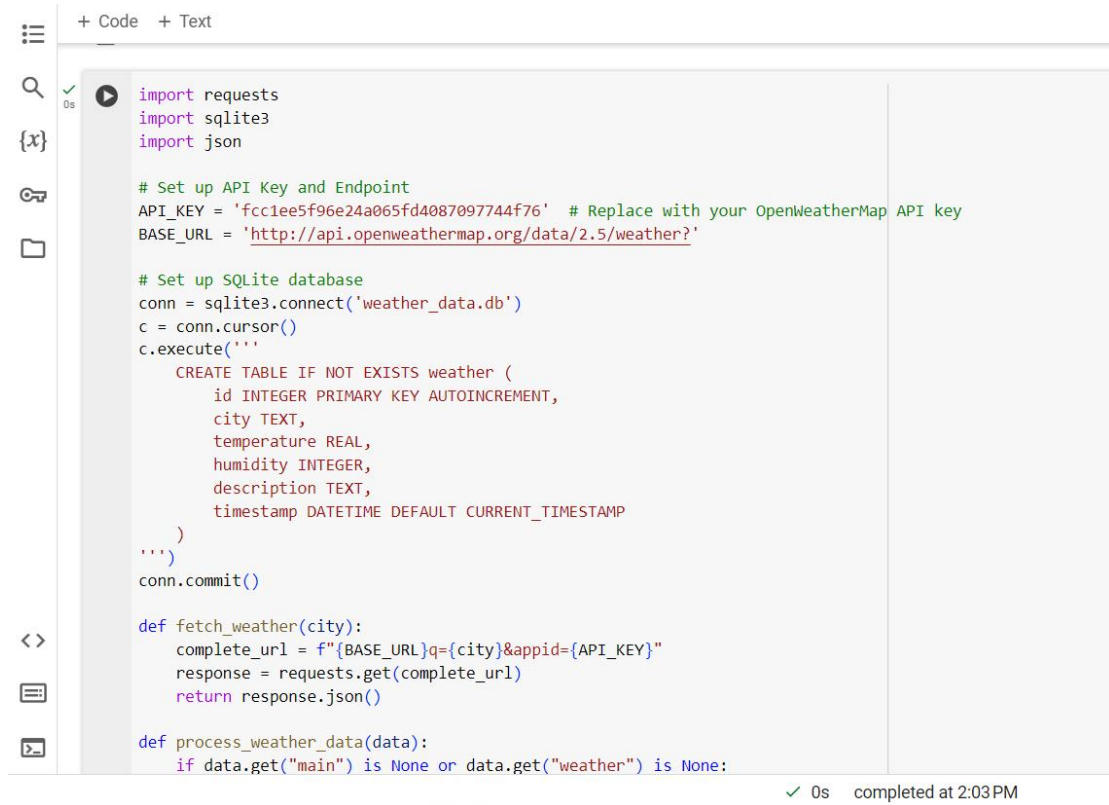 + Code + Text
0s
{x}
import requests
import sqlite3
import json
# Set up API Key and Endpoint
API_KEY = 'fcc1ee5f96e24a065fd4087097744f76' # Replace with your OpenWeatherMap API key
BASE_URL = 'http://api.openweathermap.org/data/2.5/weather?'
# Set up SQLite database
conn = sqlite3.connect('weather_data.db')
c = conn.cursor()
c.execute('''
    CREATE TABLE IF NOT EXISTS weather (
        id INTEGER PRIMARY KEY AUTOINCREMENT,
        city TEXT,
        temperature REAL,
        humidity INTEGER,
        description TEXT,
        timestamp DATETIME DEFAULT CURRENT_TIMESTAMP
    )
''')
conn.commit()
def fetch_weather(city):
    complete_url = f"{BASE_URL}q={city}&appid={API_KEY}"
    response = requests.get(complete_url)
    return response.json()
def process_weather_data(data):
    if data.get("main") is None or data.get("weather") is None:
0s completed at 2:03 PM